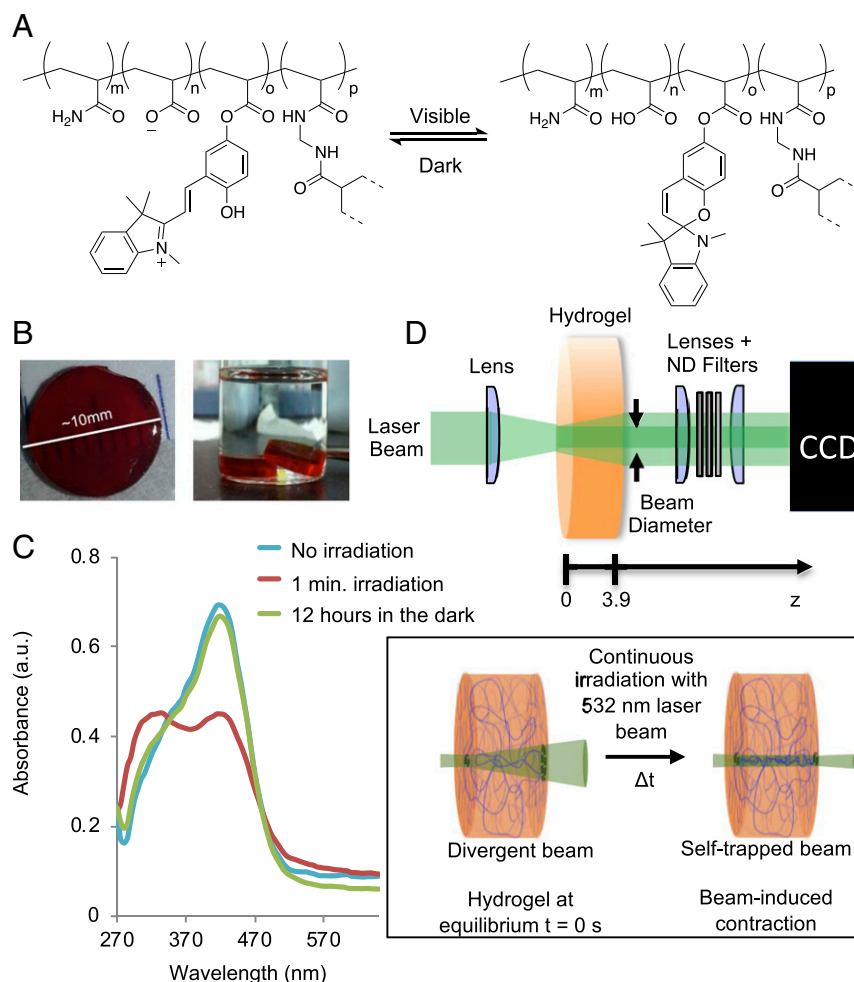 A
m n o p
H₂N O O O O O HN O
−
NH
O
OH
N
+
Visible
Dark
m n o p
H₂N O HO O O O HN O
NH
O
O
N
B
~10mm
C
Absorbance (a.u.)
0.8
0.6
0.4
0.2
0
270 370 470 570
Wavelength (nm)
No irradiation
1 min. irradiation
12 hours in the dark
D
Hydrogel
Lens
Lenses +
ND Filters
Laser
Beam
CCD
Beam
Diameter
0 3.9 z
Continuous
irradiation with
532 nm laser
beam
Δt
Divergent beam
Self-trapped beam
Hydrogel at
equilibrium t = 0 s
Beam-induced
contraction